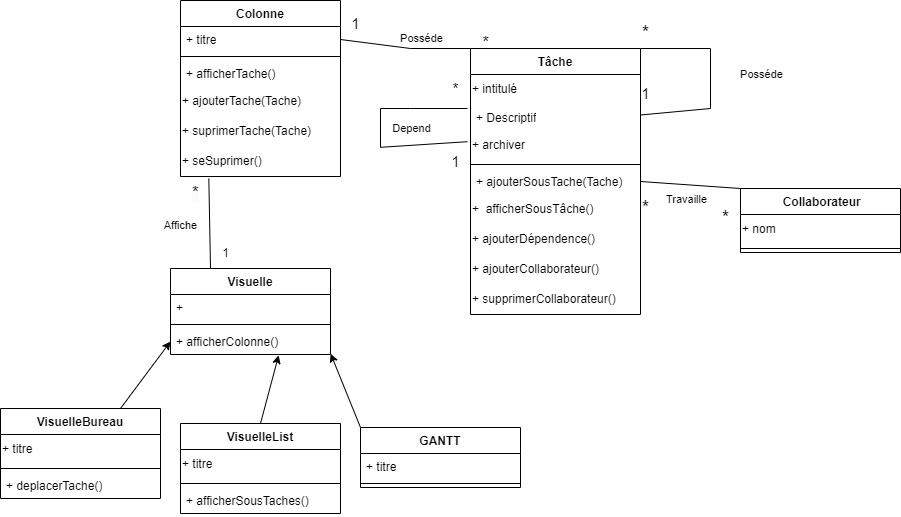 Colonne
+ titre
+ afficherTache()
+ ajouterTache(Tache)
+ suprimerTache(Tache)
+ seSuprimer()
1
Posséde
*
*
Tâche
+ intitulé
+ Descriptif
+ archiver
+ ajouterSousTache(Tache)
+ afficherSousTâche()
+ ajouterDépendence()
+ ajouterCollaborateur()
+ supprimerCollaborateur()
Posséde
1
*
Depend
1
*
Travaille
*
Collaborateur
+ nom
*
Affiche
1
Visuelle
+
+ afficherColonne()
VisuelleBureau
+ titre
+ deplacerTache()
VisuelleList
+ titre
+ afficherSousTaches()
GANTT
+ titre